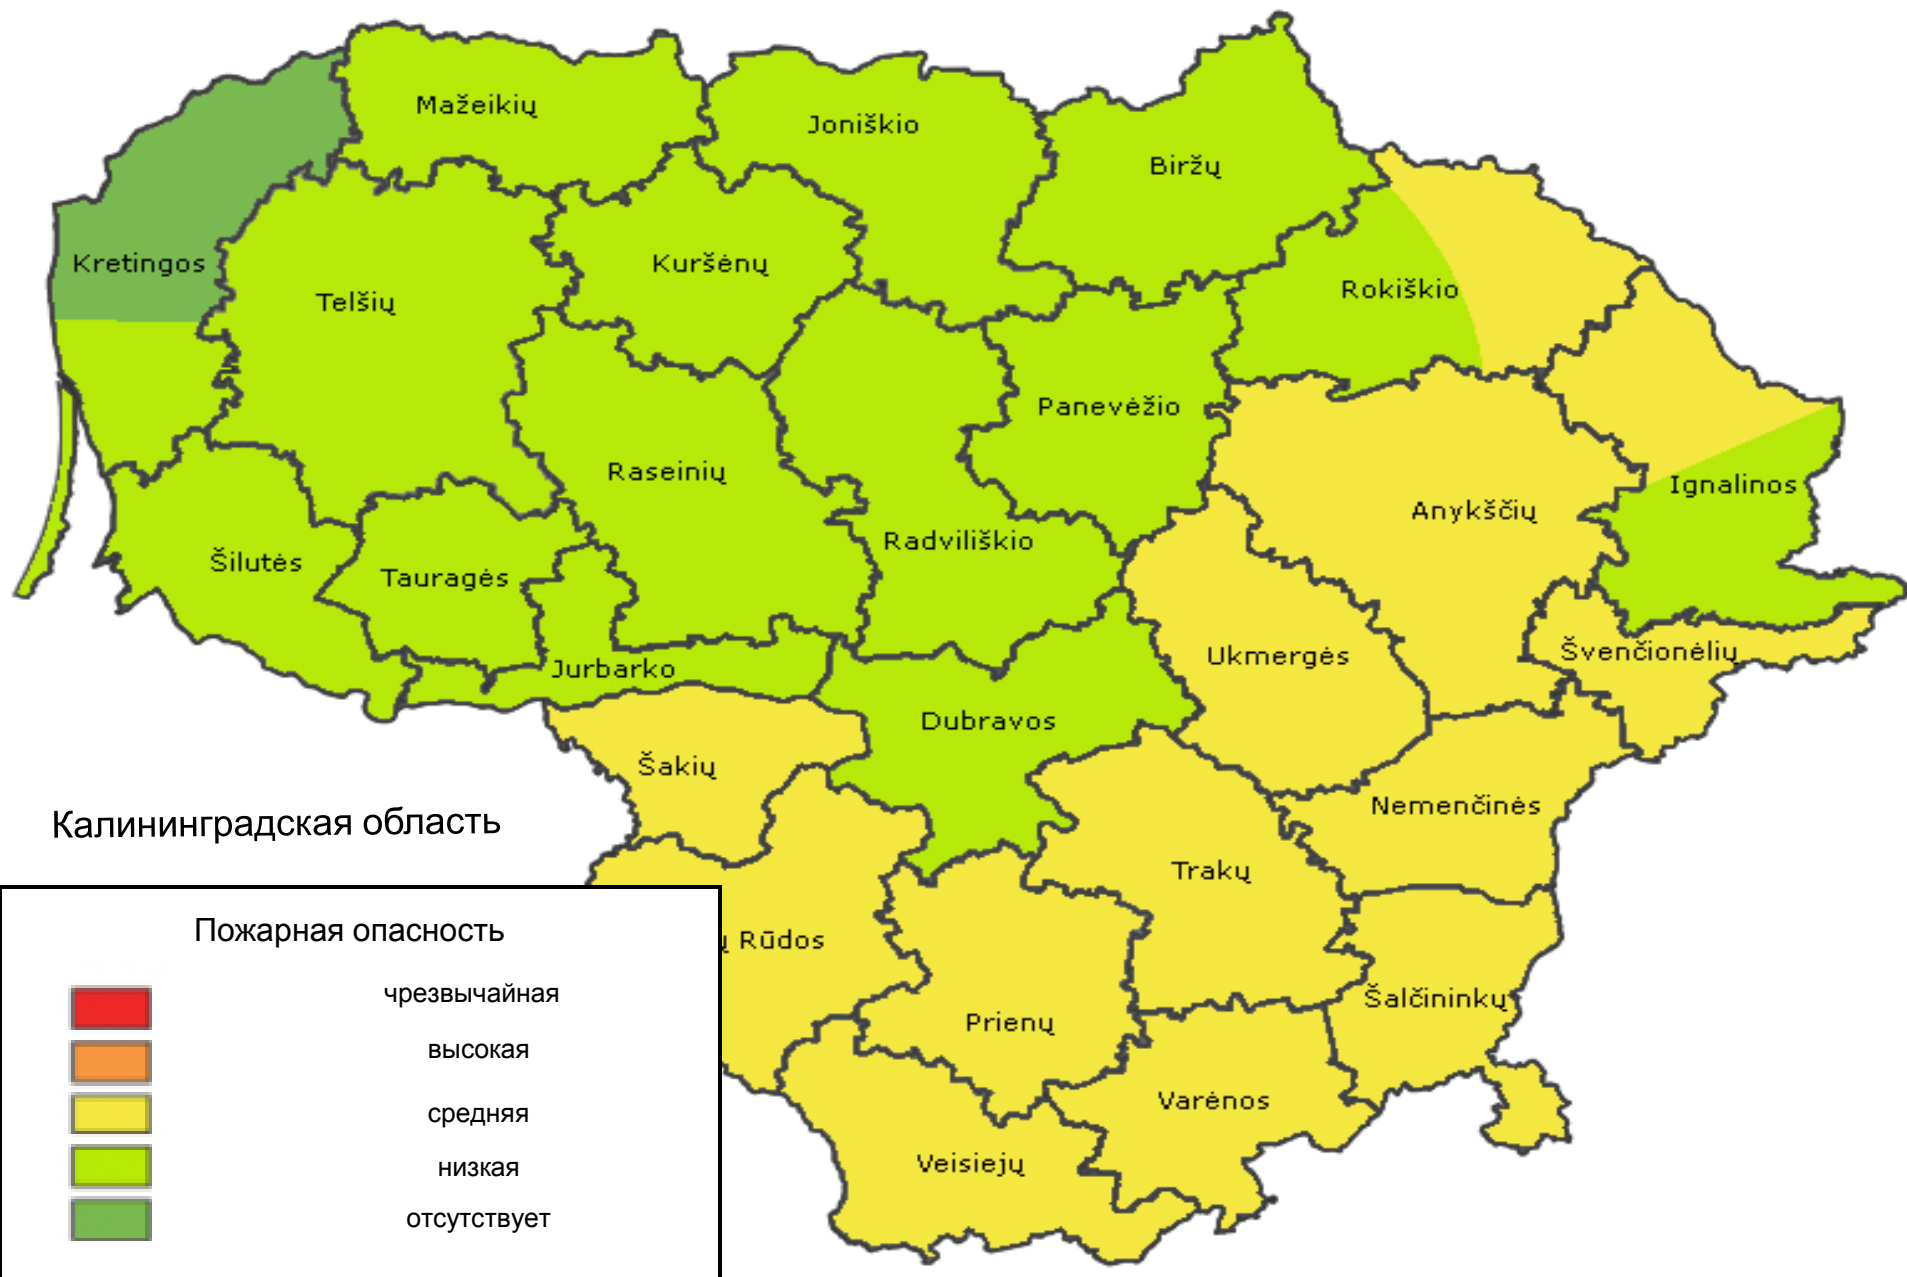 Mažeikių
Joniškio
Biržų
Kretingos
Telšių
Kuršėnų
Rokiškio
Panevėžio
Raseinių
Ignalinos
Anykščių
Radviliškio
Šilutės
Tauragės
Ukmergės
Švenčionėlių
Jurbarko
Dubravos
Šakių
Nemenčinės
Калининградская область
Trakų
ų Rūdos
Šalčininkų
Prienų
Varėnos
Veisiejų
Пожарная опасность
чрезвычайная
высокая
средняя
низкая
отсутствует